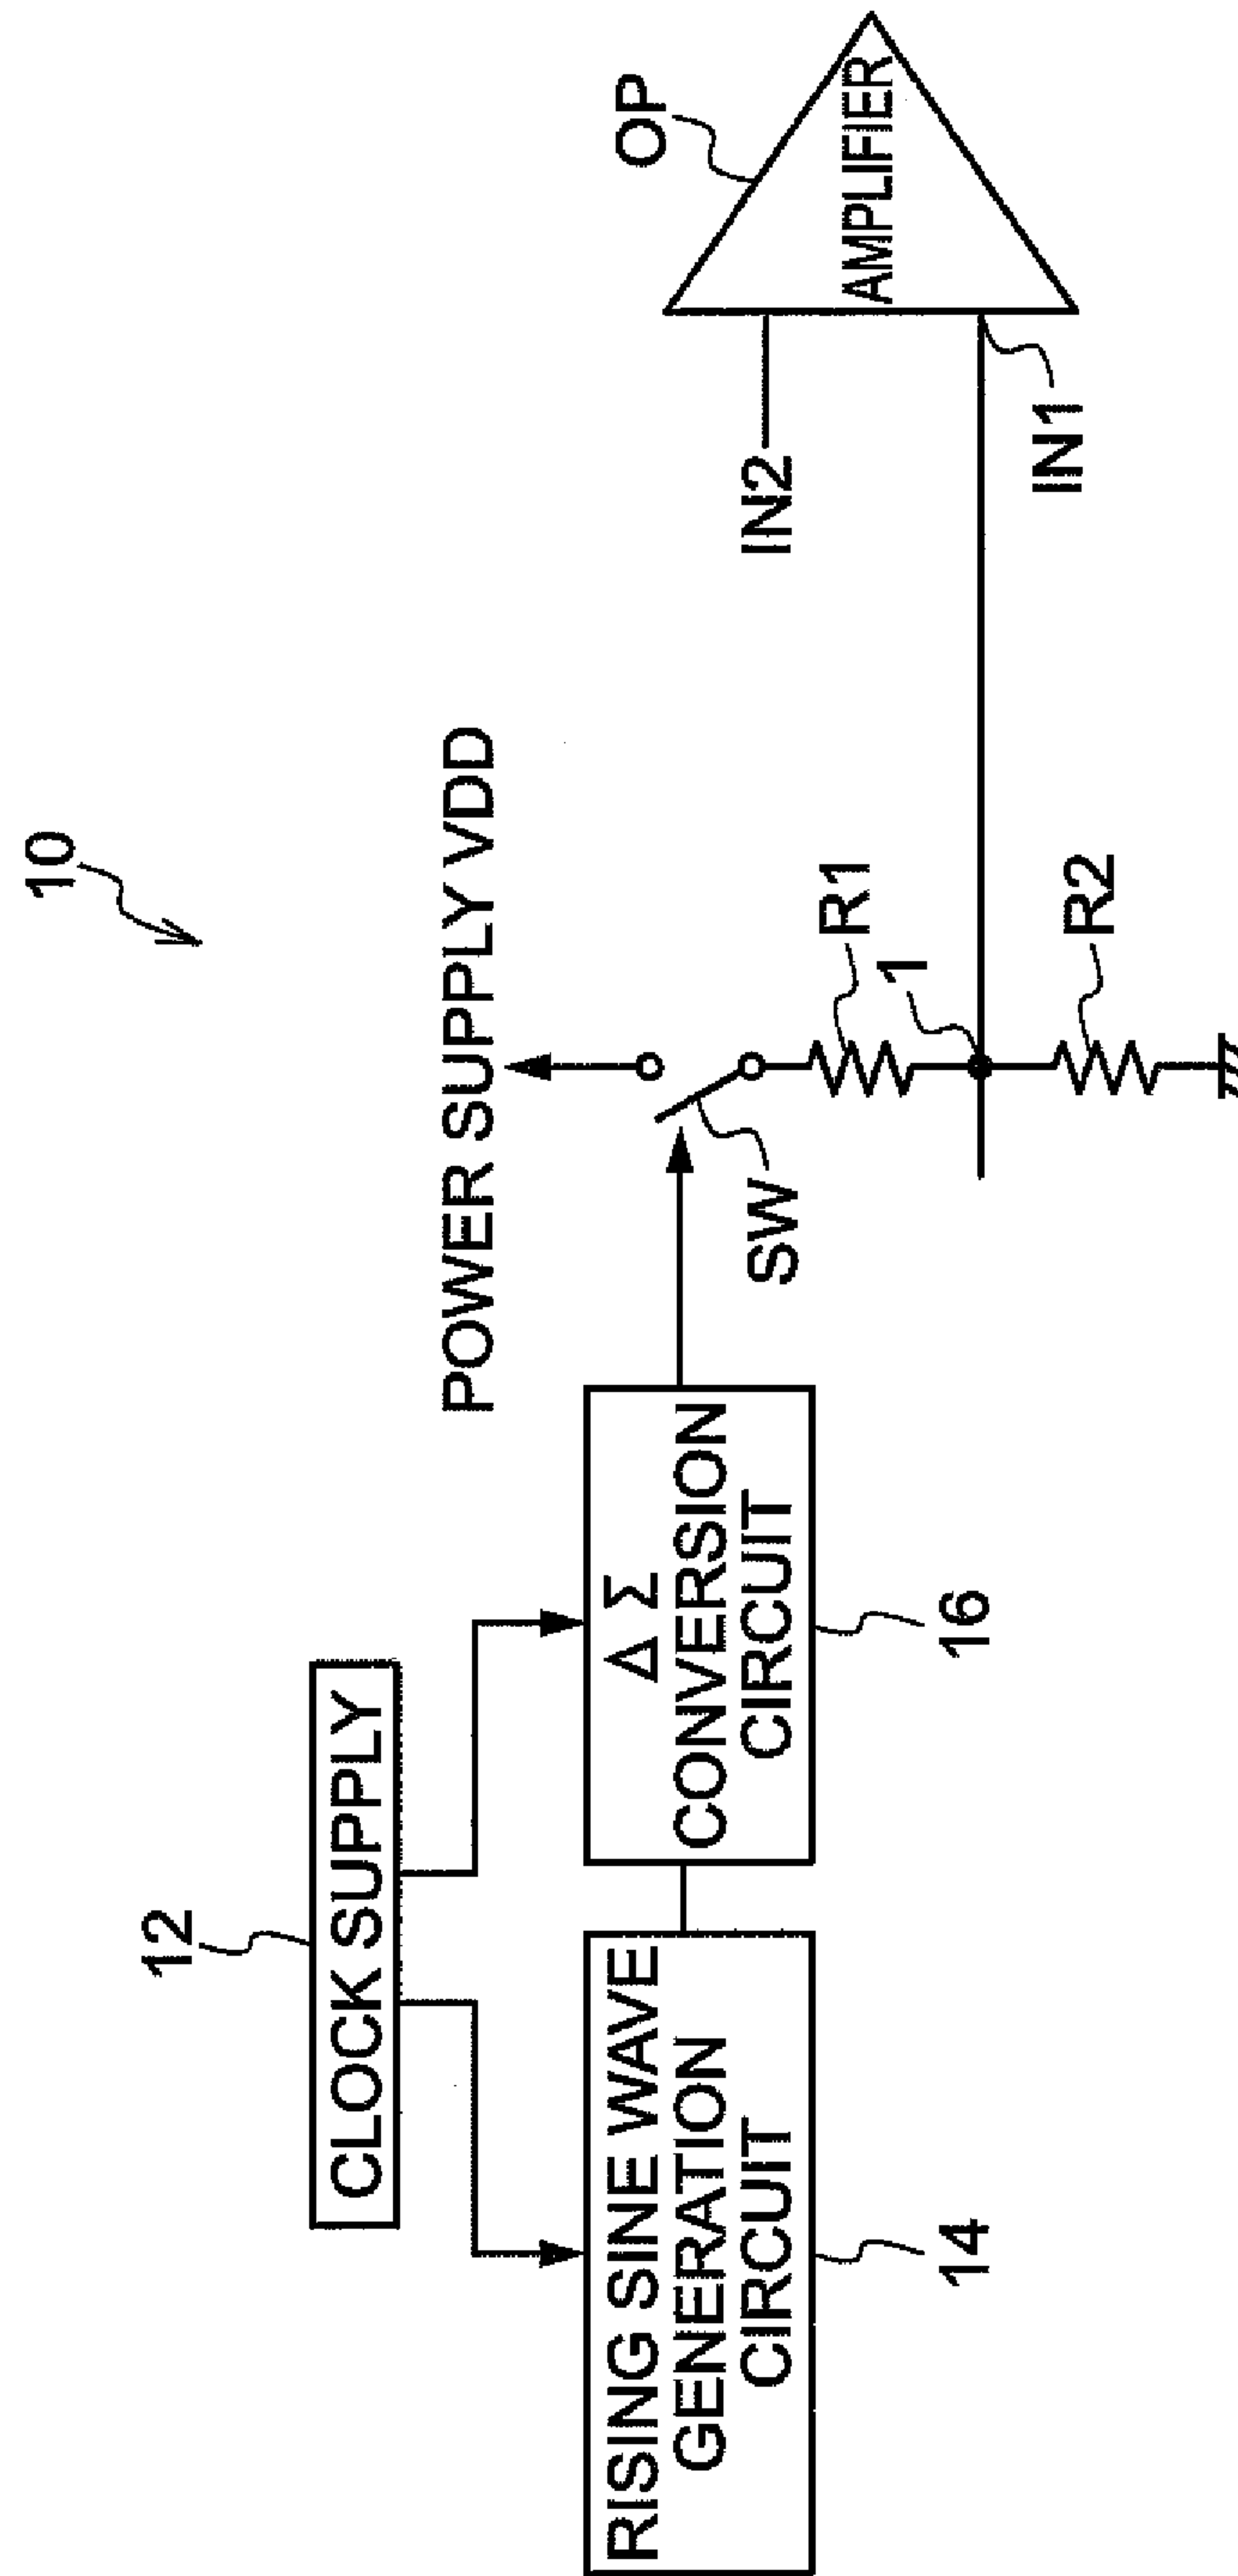 10
POWER SUPPLY VDD
12
CLOCK SUPPLY
RISING SINE WAVE
GENERATION
CIRCUIT
14
Δ Σ
CONVERSION
CIRCUIT
16
SW
R1
1
R2
IN2
IN1
OP
AMPLIFIER